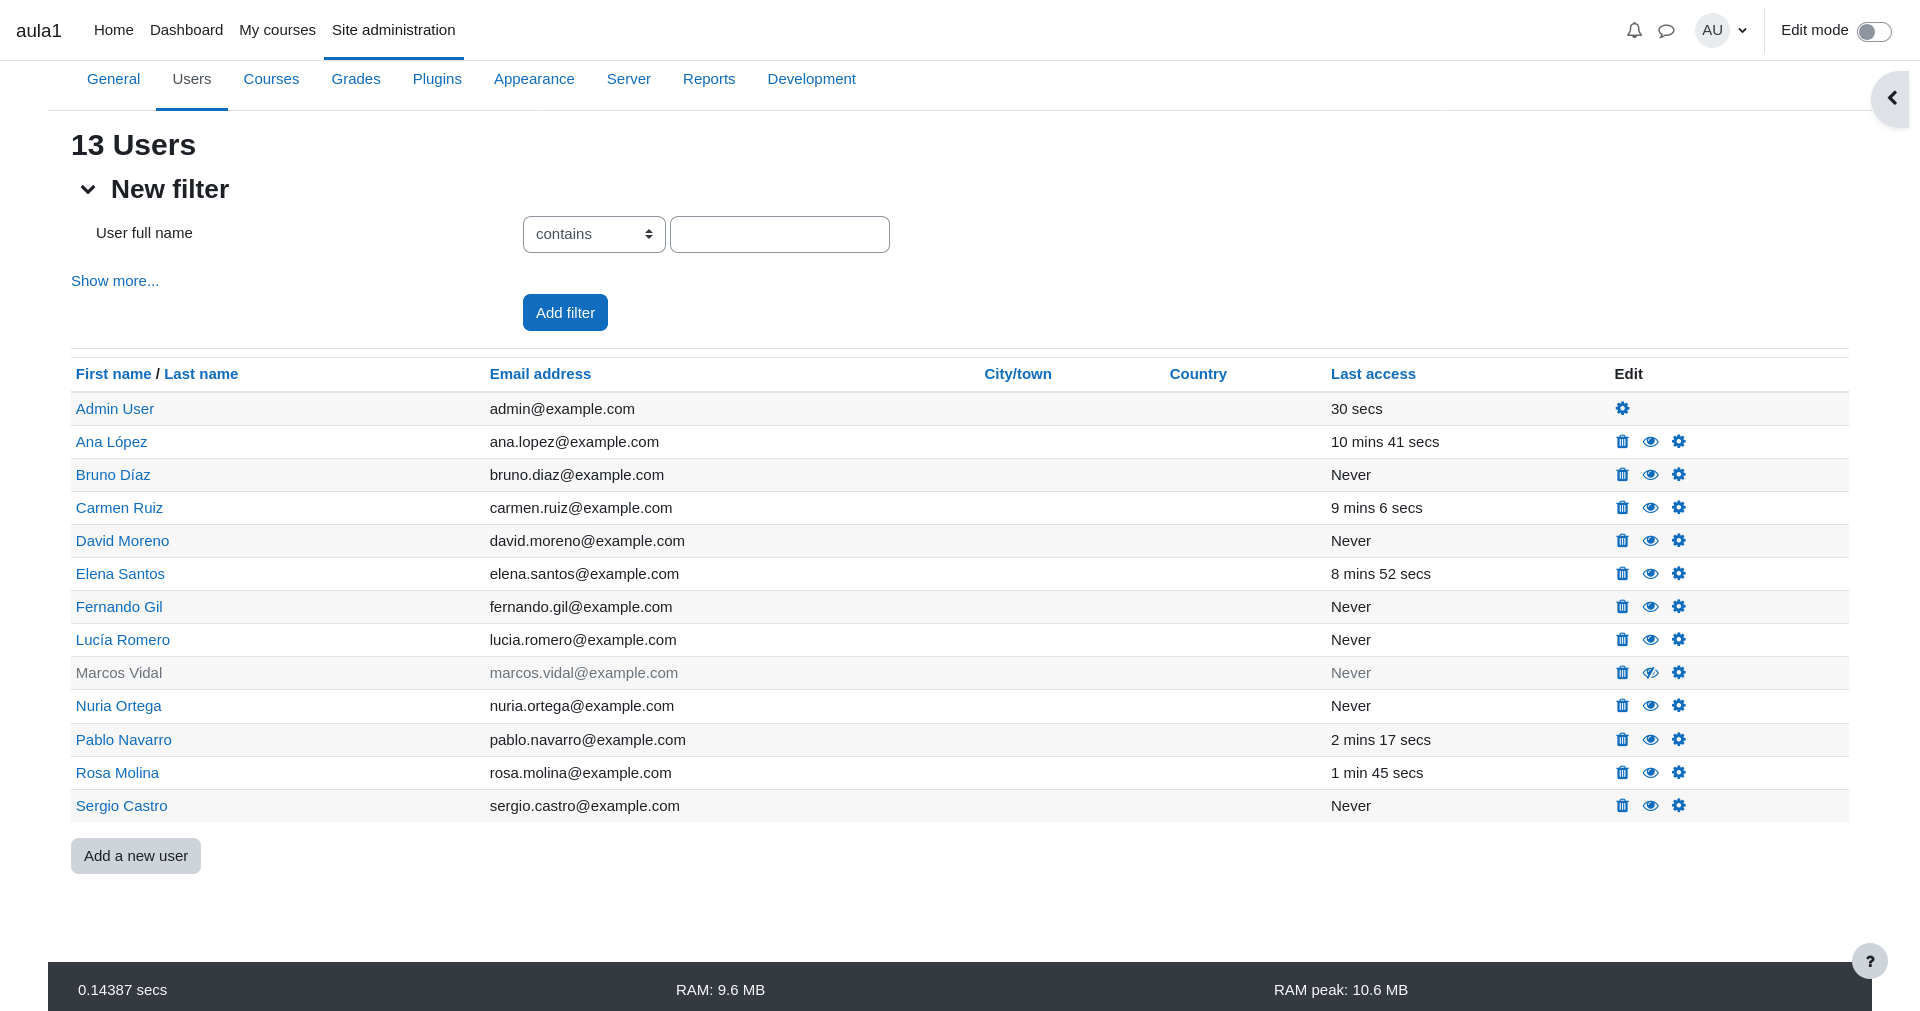 aula1 Home Dashboard My courses Site administration AU Edit mode
General Users Courses Grades Plugins Appearance Server Reports Development
13 Users
New filter
User full name contains
Show more...
Add filter
First name / Last name Email address City/town Country Last access Edit
Admin User admin@example.com 30 secs
Ana López ana.lopez@example.com 10 mins 41 secs
Bruno Díaz bruno.diaz@example.com Never
Carmen Ruiz carmen.ruiz@example.com 9 mins 6 secs
David Moreno david.moreno@example.com Never
Elena Santos elena.santos@example.com 8 mins 52 secs
Fernando Gil fernando.gil@example.com Never
Lucía Romero lucia.romero@example.com Never
Marcos Vidal marcos.vidal@example.com Never
Nuria Ortega nuria.ortega@example.com Never
Pablo Navarro pablo.navarro@example.com 2 mins 17 secs
Rosa Molina rosa.molina@example.com 1 min 45 secs
Sergio Castro sergio.castro@example.com Never
Add a new user
?
0.14387 secs RAM: 9.6 MB RAM peak: 10.6 MB